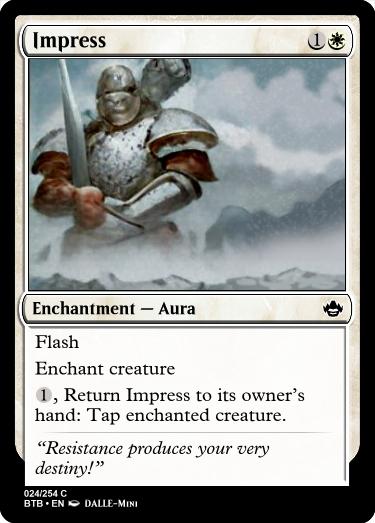 Impress 1
Enchantment — Aura
Flash
Enchant creature
1, Return Impress to its owner's
hand: Tap enchanted creature.
"Resistance produces your very
destiny!"
024/254 C
BTB • EN DALLE-Mini